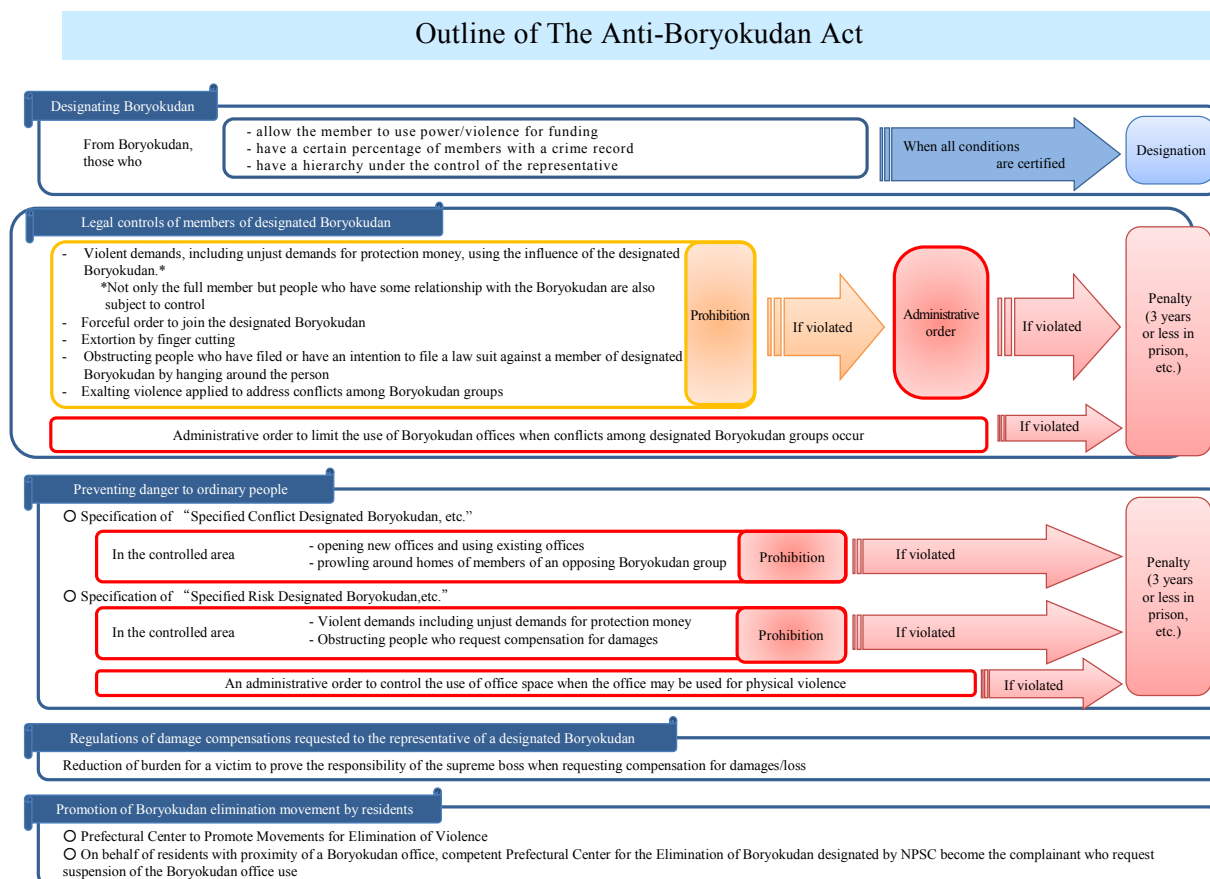 Outline of The Anti-Boryokudan Act
Designating Boryokudan
From Boryokudan,
those who
- allow the member to use power/violence for funding
- have a certain percentage of members with a crime record
- have a hierarchy under the control of the representative
When all conditions
are certified
Designation
Legal controls of members of designated Boryokudan
- Violent demands, including unjust demands for protection money, using the influence of the designated
Boryokudan.*
*Not only the full member but people who have some relationship with the Boryokudan are also
subject to control
- Forceful order to join the designated Boryokudan
- Extortion by finger cutting
- Obstructing people who have filed or have an intention to file a law suit against a member of designated
Boryokudan by hanging around the person
- Exalting violence applied to address conflicts among Boryokudan groups
Prohibition
If violated
Administrative
order
If violated
Penalty
(3 years
or less in
prison,
etc.)
Administrative order to limit the use of Boryokudan offices when conflicts among designated Boryokudan groups occur
If violated
Preventing danger to ordinary people
○ Specification of “Specified Conflict Designated Boryokudan, etc.”
In the controlled area
- opening new offices and using existing offices
- prowling around homes of members of an opposing Boryokudan group
Prohibition
If violated
○ Specification of “Specified Risk Designated Boryokudan,etc.”
In the controlled area
- Violent demands including unjust demands for protection money
- Obstructing people who request compensation for damages
Prohibition
If violated
An administrative order to control the use of office space when the office may be used for physical violence
If violated
Penalty
(3 years
or less in
prison,
etc.)
Regulations of damage compensations requested to the representative of a designated Boryokudan
Reduction of burden for a victim to prove the responsibility of the supreme boss when requesting compensation for damages/loss
Promotion of Boryokudan elimination movement by residents
○ Prefectural Center to Promote Movements for Elimination of Violence
○ On behalf of residents with proximity of a Boryokudan office, competent Prefectural Center for the Elimination of Boryokudan designated by NPSC become the complainant who request
suspension of the Boryokudan office use